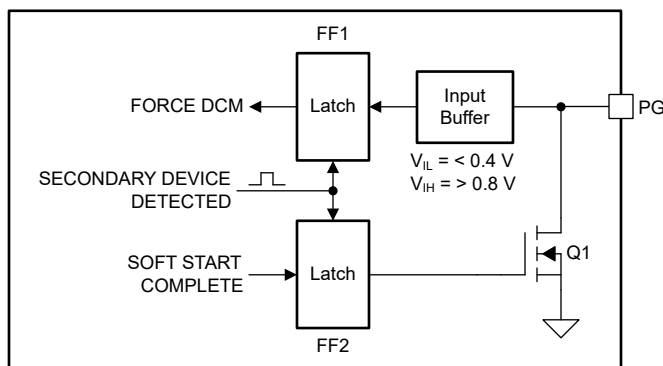 FF1
FORCE DCM
Latch
Input
Buffer
PG
V_IL = < 0.4 V
V_IH = > 0.8 V
SECONDARY DEVICE
DETECTED
SOFT START
COMPLETE
Latch
Q1
FF2